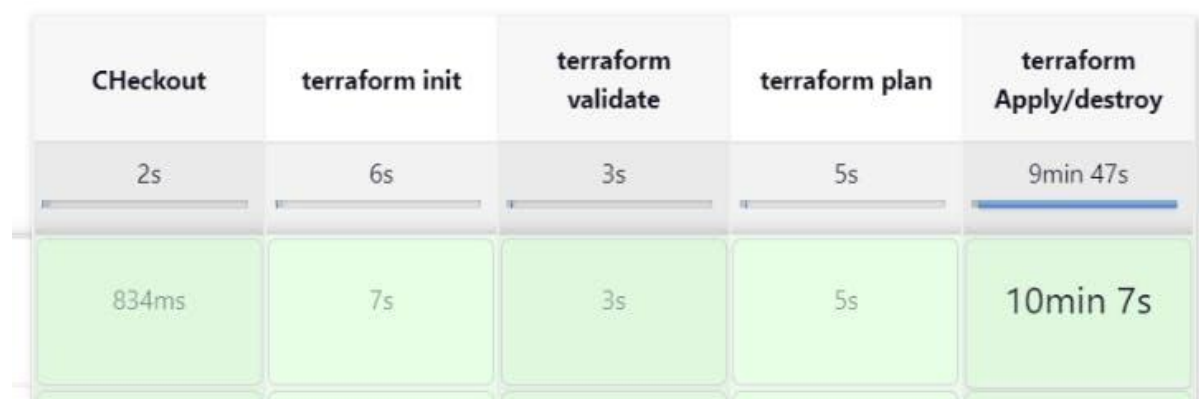 CHeckout
terraform init
terraform
validate
terraform plan
terraform
Apply/destroy
2s
6s
3s
5s
9min 47s
834ms
7s
3s
5s
10min 7s